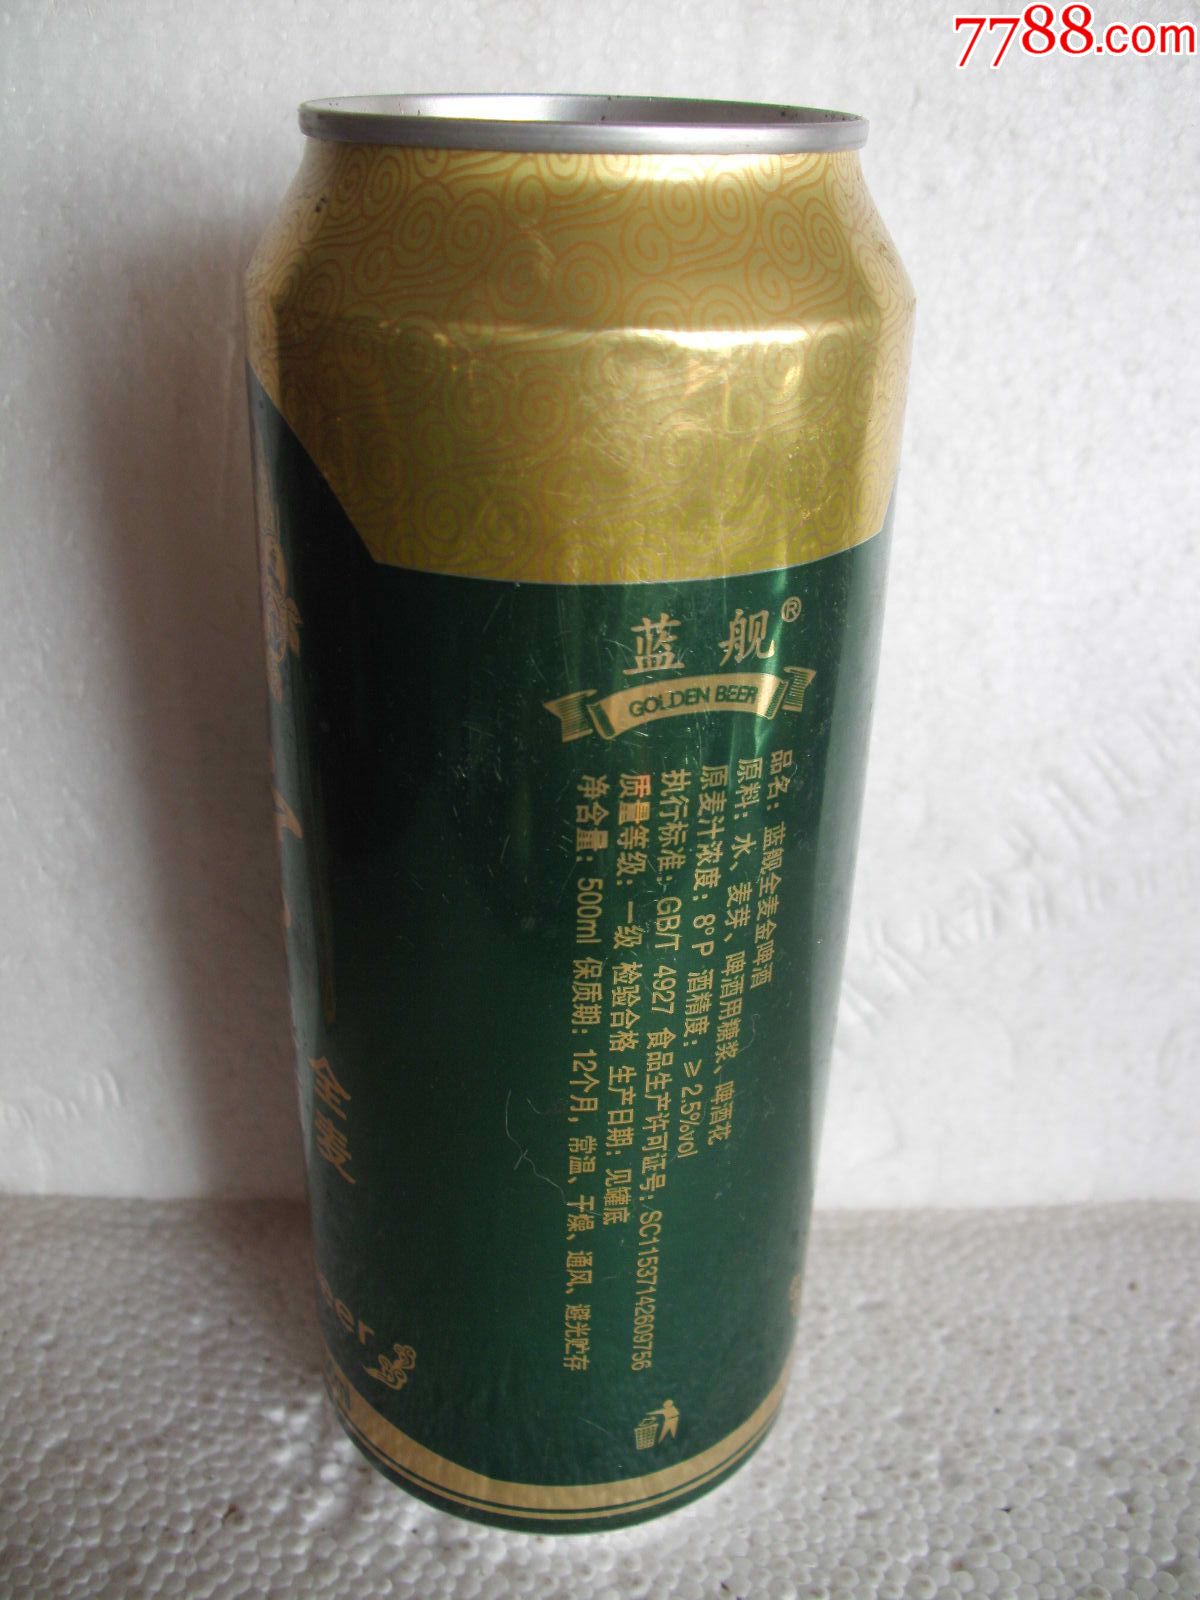 7788.com
蓝舰®
GOLDEN BEER
品名：蓝舰全麦金啤酒
原料：水、麦芽、啤酒用糖浆、啤酒花
原麦汁浓度：8°P 酒精度：≥2.5%vol
执行标准：GB/T 4927 食品生产许可证号：SC11537142609756
质量等级：一级 检验合格 生产日期：见罐底
净含量：500ml 保质期：12个月，常温、干燥、通风、避光贮存
全麦
eer